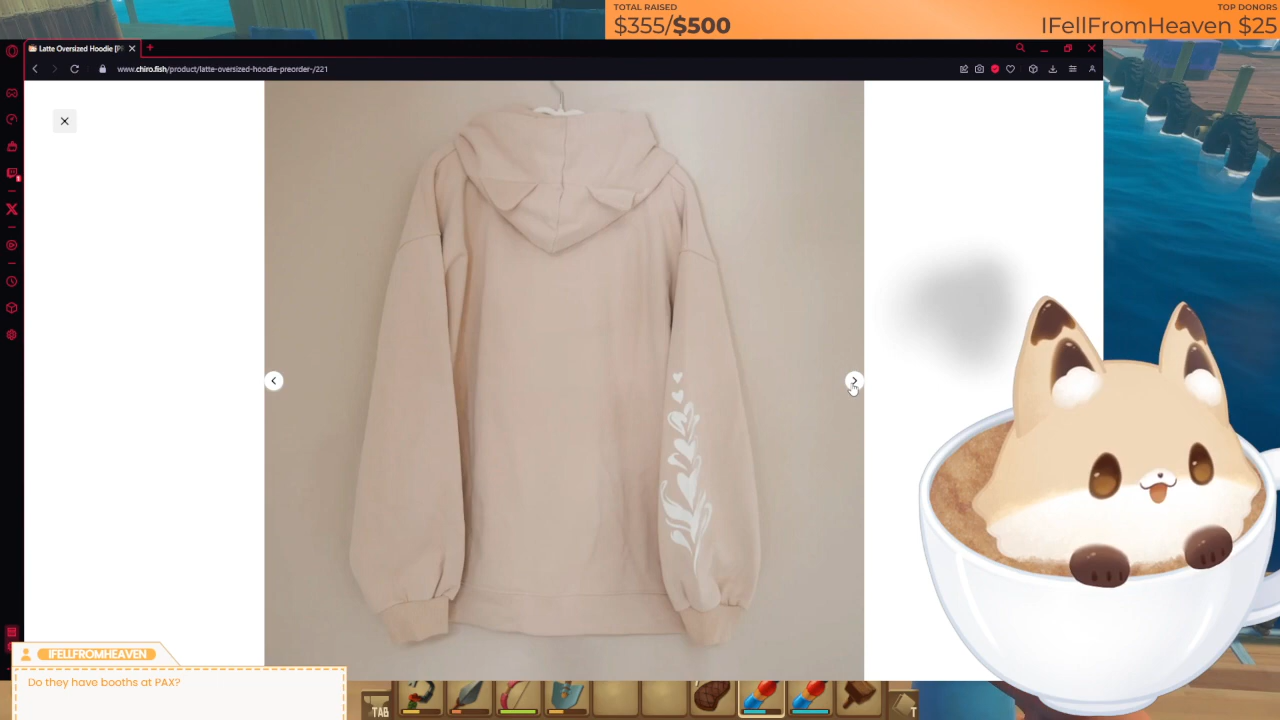 TOTAL RAISED
$355/$500
TOP DONORS
IFellFromHeaven $25
Latte Oversized Hoodie [P
www.chiro.fish/product/latte-oversized-hoodie-preorder-/221
IFELLFROMHEAVEN
Do they have booths at PAX?
TAB
T